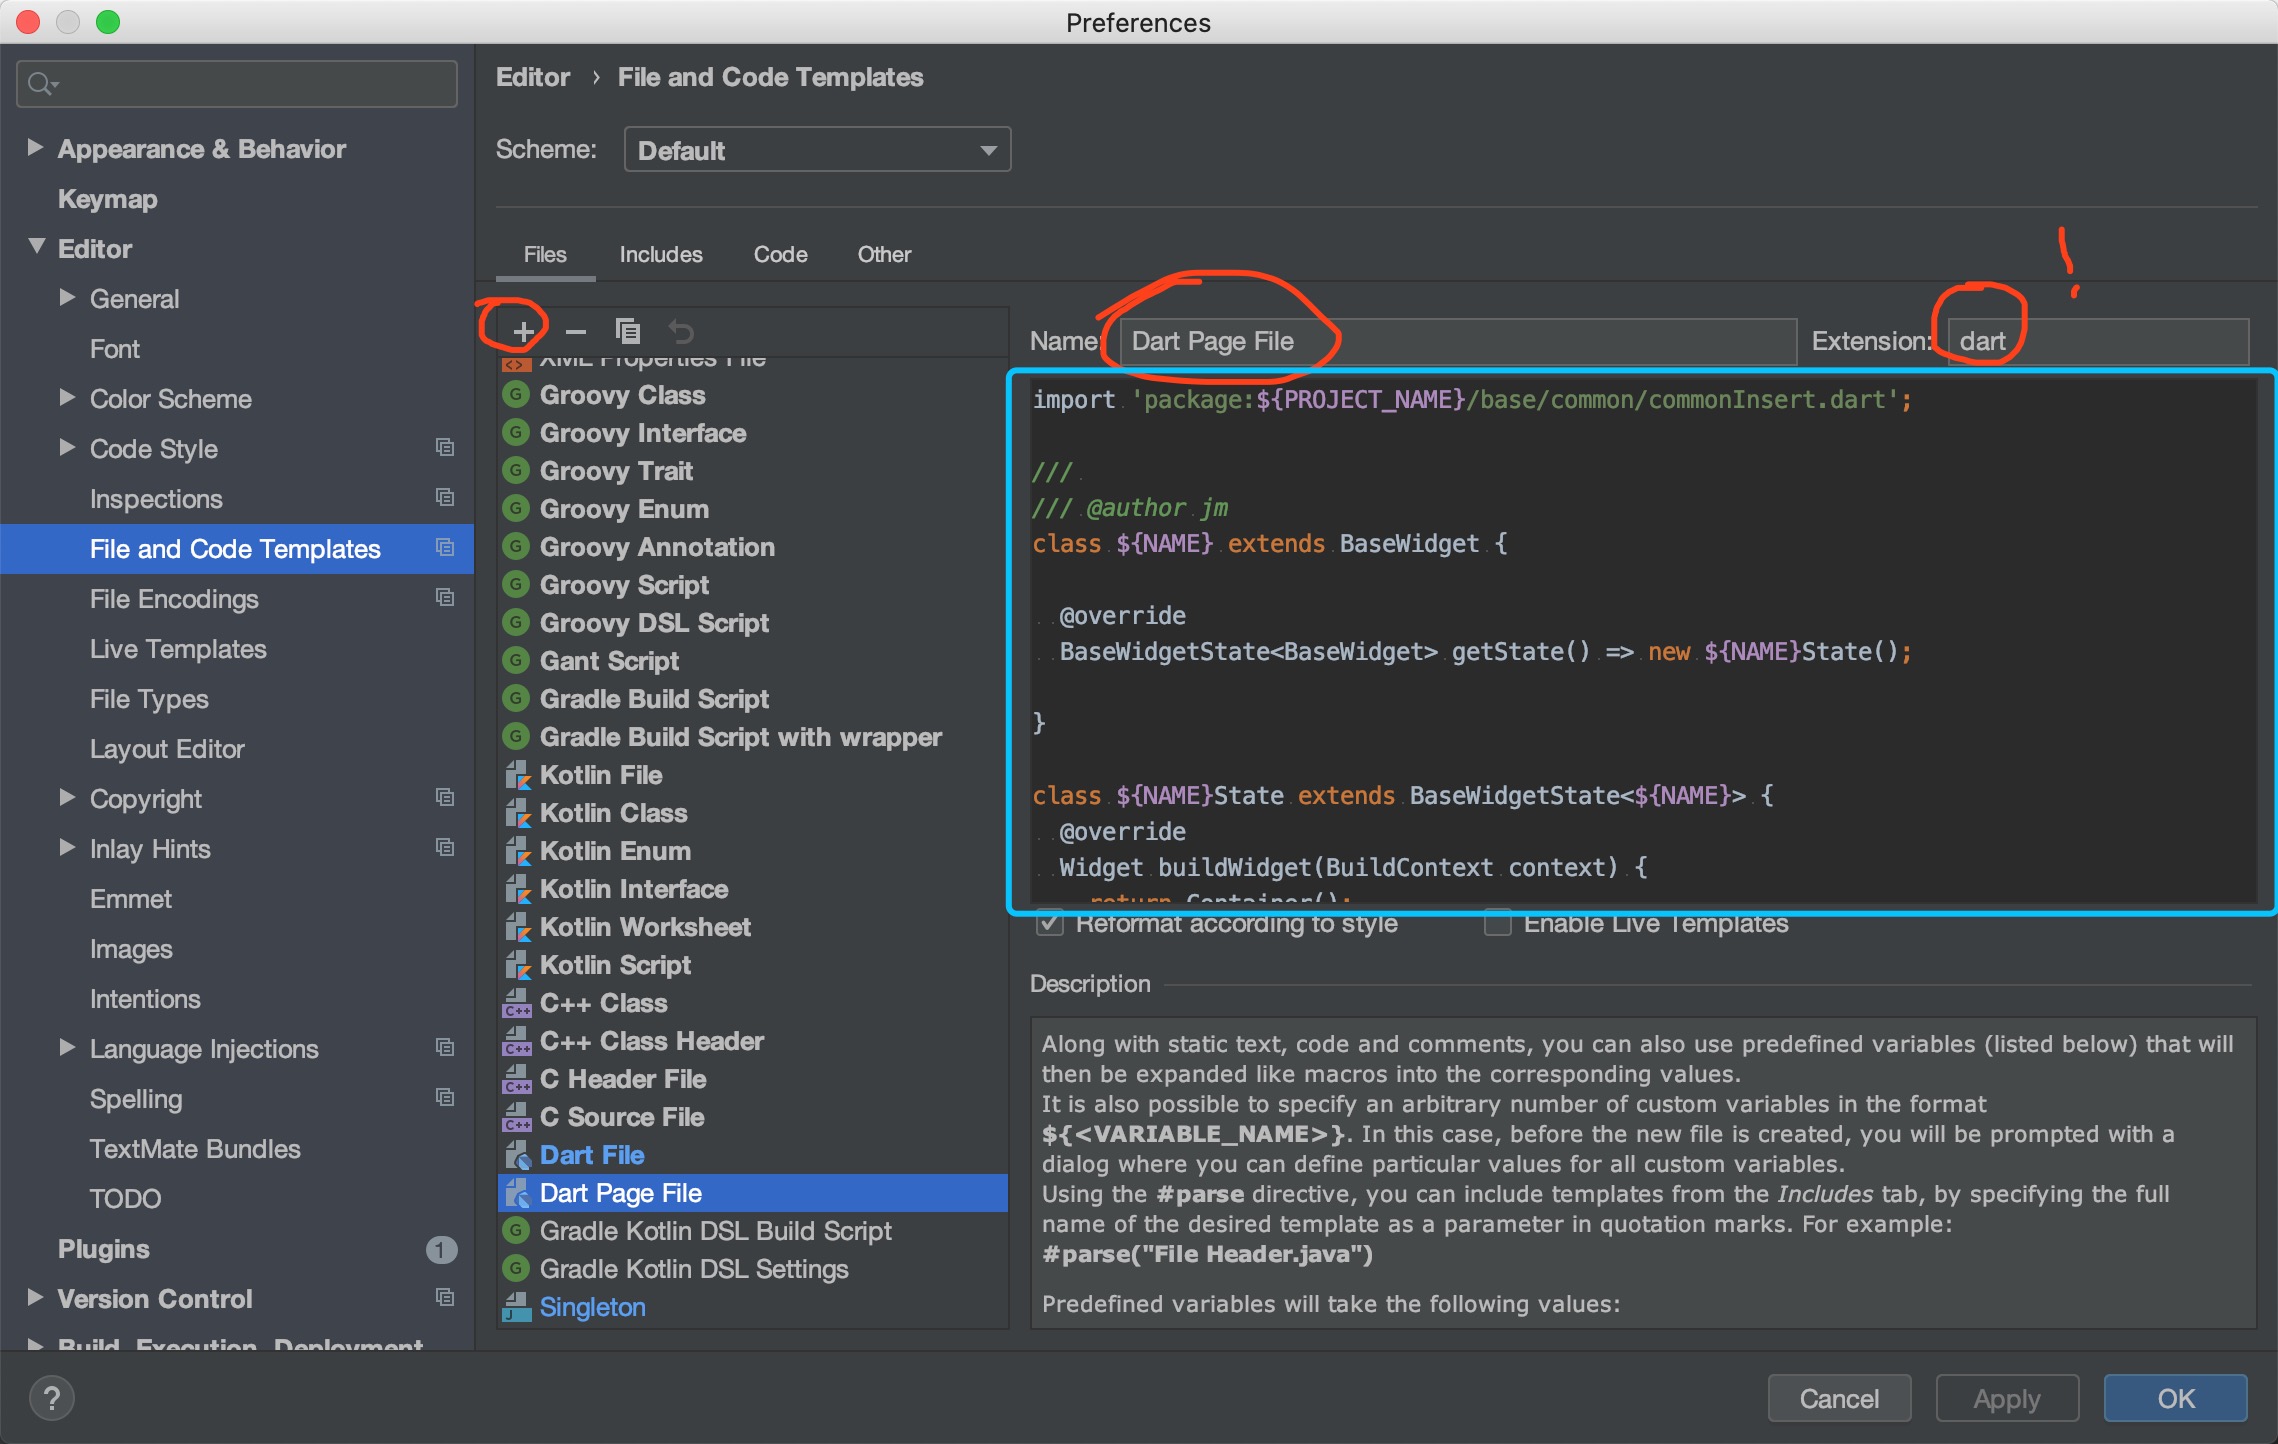 Preferences
Appearance & Behavior
Keymap
Editor
General
Font
Color Scheme
Code Style
Inspections
File and Code Templates
File Encodings
Live Templates
File Types
Layout Editor
Copyright
Inlay Hints
Emmet
Images
Intentions
Language Injections
Spelling
TextMate Bundles
TODO
Plugins 1
Version Control
Build, Execution, Deployment
Editor › File and Code Templates
Scheme: Default
Files Includes Code Other
XML Properties File
Groovy Class
Groovy Interface
Groovy Trait
Groovy Enum
Groovy Annotation
Groovy Script
Groovy DSL Script
Gant Script
Gradle Build Script
Gradle Build Script with wrapper
Kotlin File
Kotlin Class
Kotlin Enum
Kotlin Interface
Kotlin Worksheet
Kotlin Script
C++ Class
C++ Class Header
C Header File
C Source File
Dart File
Dart Page File
Gradle Kotlin DSL Build Script
Gradle Kotlin DSL Settings
Singleton
!
Name: Dart Page File Extension: dart
import 'package:${PROJECT_NAME}/base/common/commonInsert.dart';
///
/// @author jm
class ${NAME} extends BaseWidget {
@override
BaseWidgetState<BaseWidget> getState() => new ${NAME}State();
}
class ${NAME}State extends BaseWidgetState<${NAME}> {
@override
Widget buildWidget(BuildContext context) {
return Container();
Reformat according to style Enable Live Templates
Description
Along with static text, code and comments, you can also use predefined variables (listed below) that will
then be expanded like macros into the corresponding values.
It is also possible to specify an arbitrary number of custom variables in the format
${<VARIABLE_NAME>}. In this case, before the new file is created, you will be prompted with a
dialog where you can define particular values for all custom variables.
Using the #parse directive, you can include templates from the Includes tab, by specifying the full
name of the desired template as a parameter in quotation marks. For example:
#parse("File Header.java")
Predefined variables will take the following values:
? Cancel Apply OK